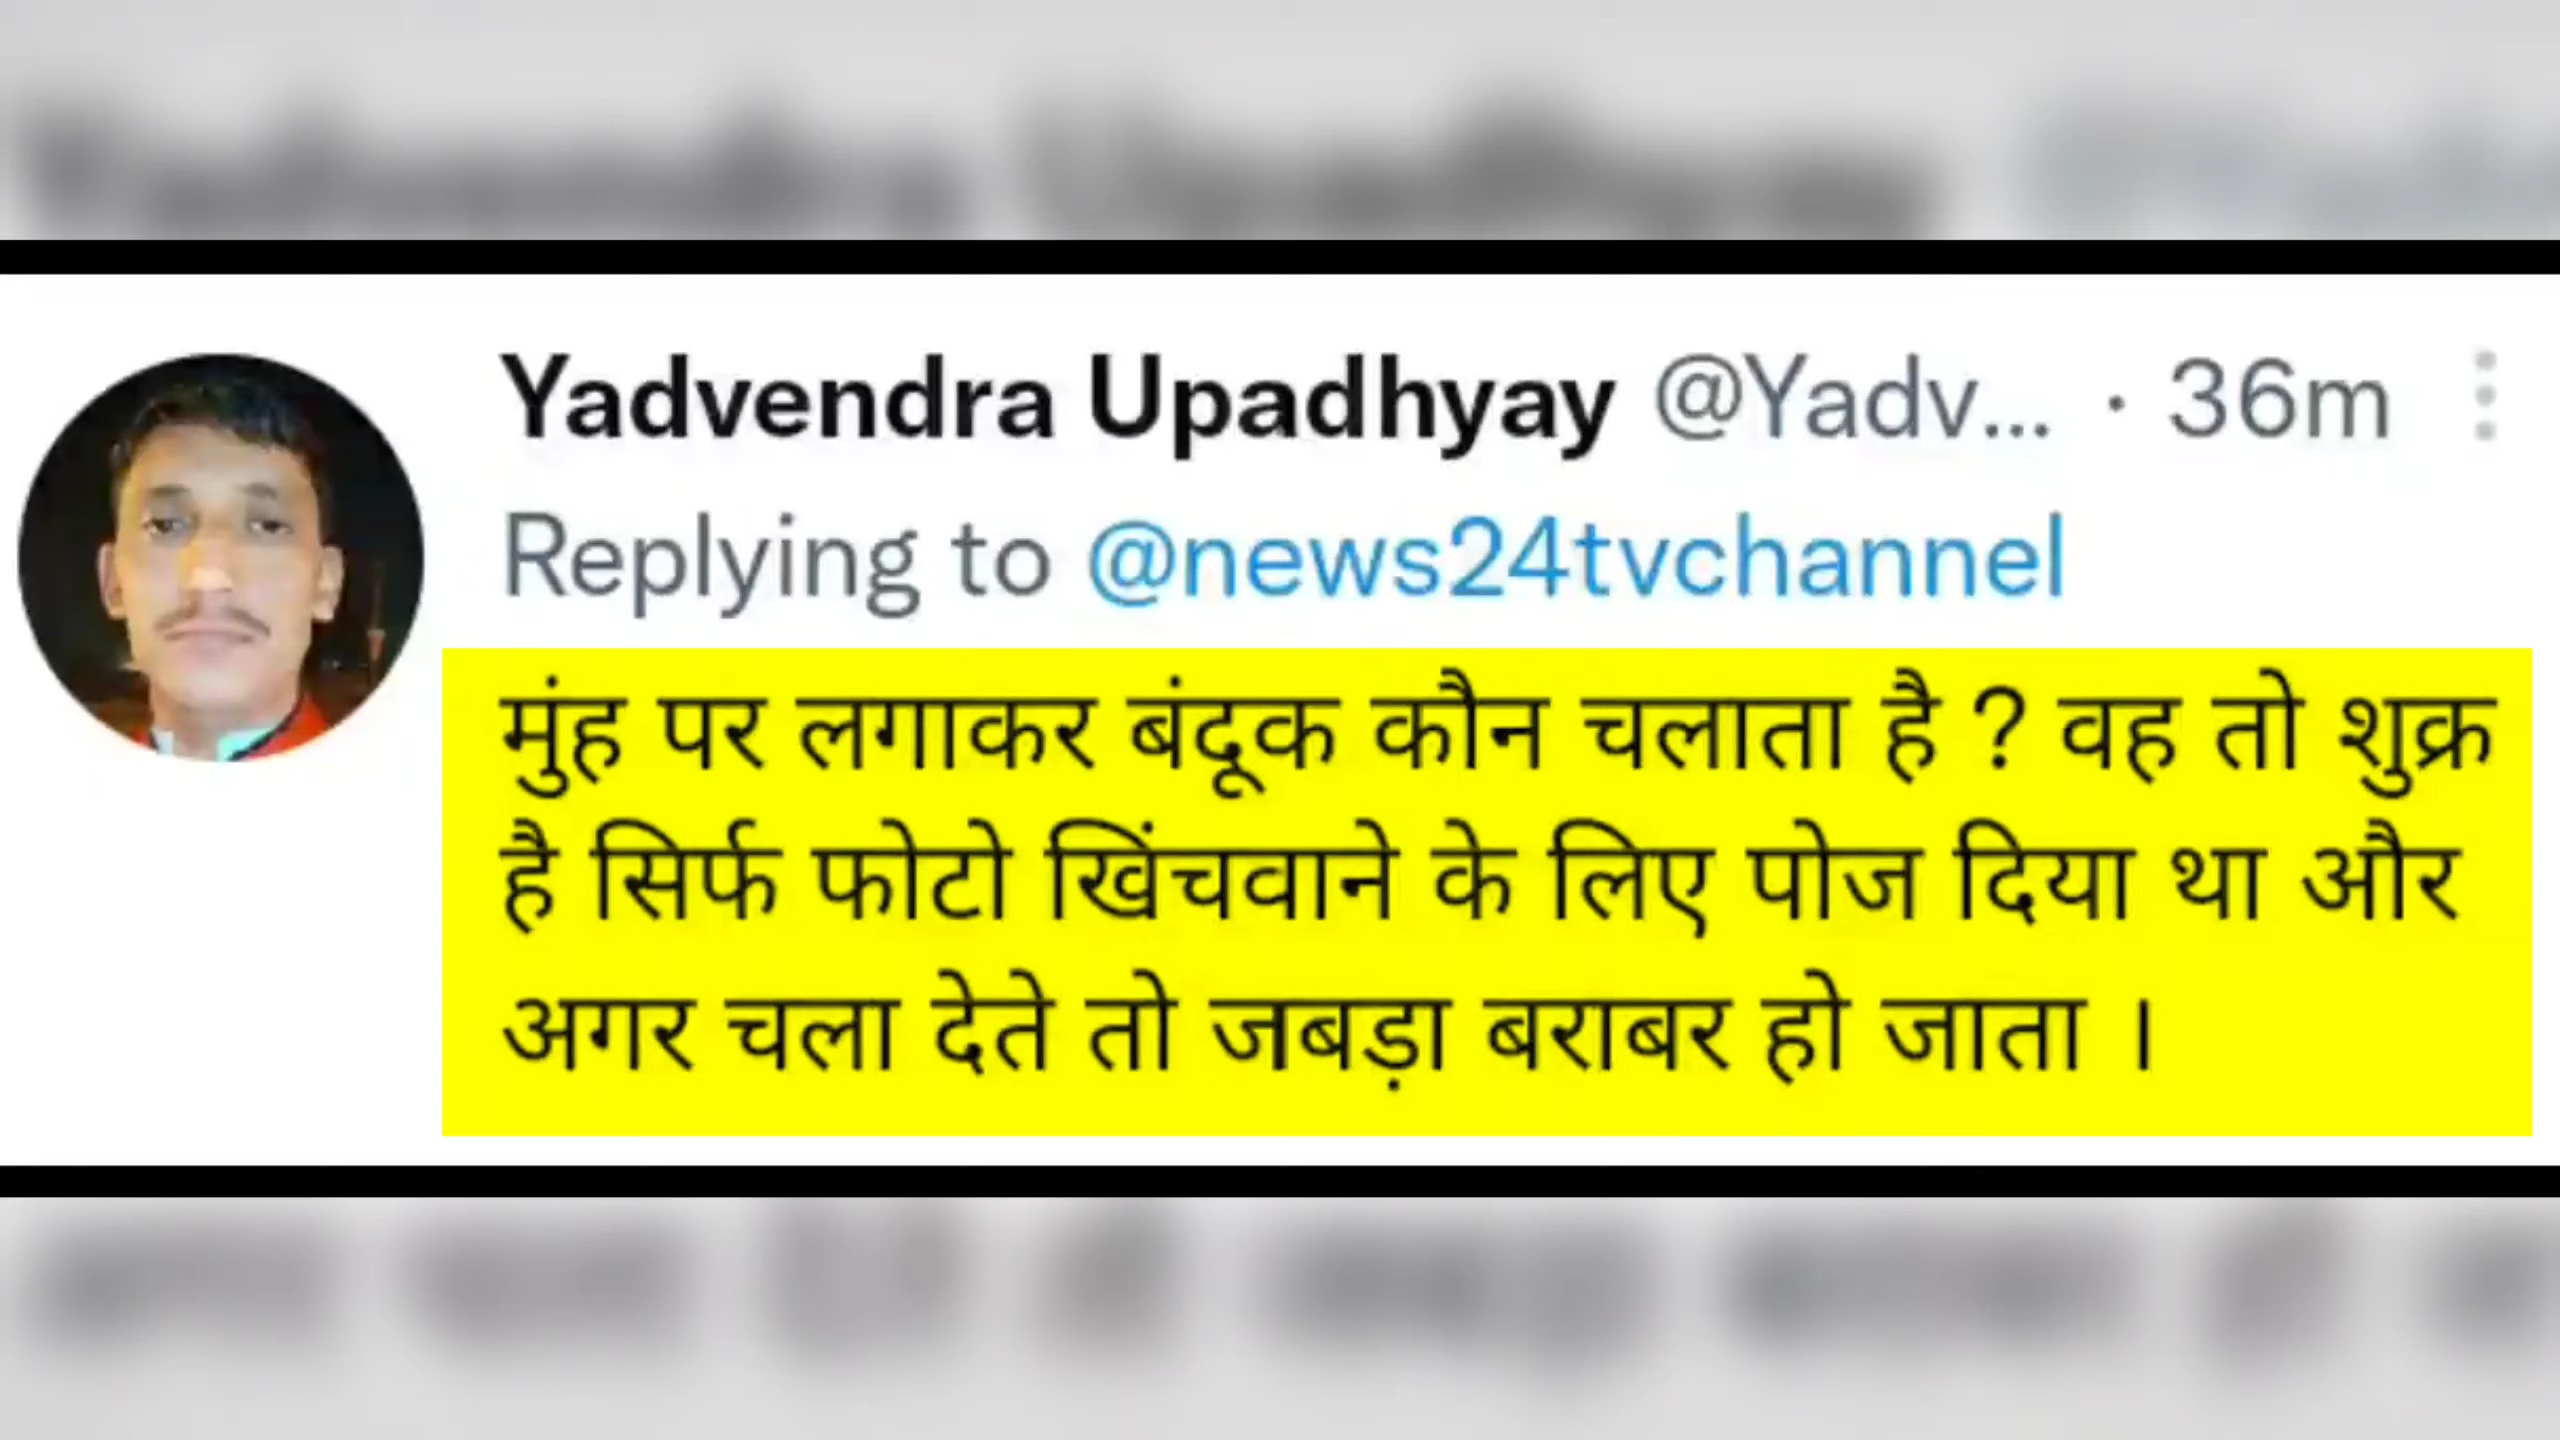 Yadvendra Upadhyay @Yadv... · 36m
Replying to @news24tvchannel
मुंह पर लगाकर बंदूक कौन चलाता है ? वह तो शुक्र
है सिर्फ फोटो खिंचवाने के लिए पोज दिया था और
अगर चला देते तो जबड़ा बराबर हो जाता ।